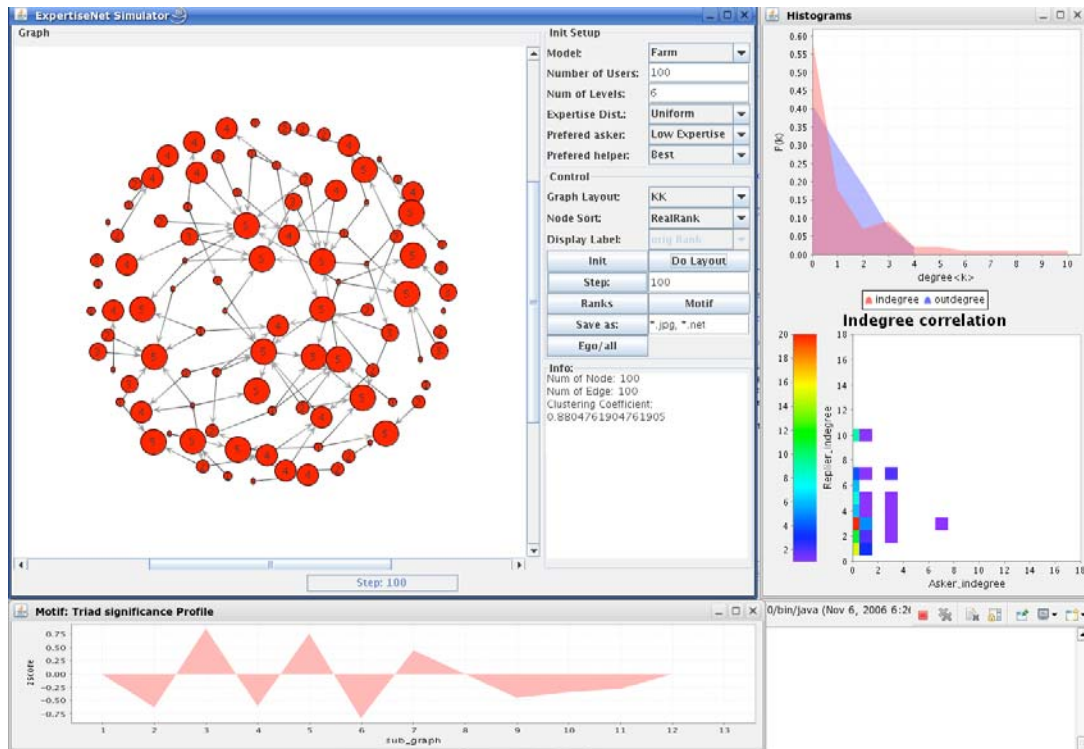 ExpertiseNet Simulator
Graph
Init Setup
Model: Farm
Number of Users: 100
Num of Levels: 6
Expertise Dist.: Uniform
Prefered asker: Low Expertise
Prefered helper: Best
Control
Graph Layout: KK
Node Sort: RealRank
Display Label: orig Rank
Init Do Layout
Step: 100
Ranks Motif
Save as: *.jpg, *.net
Ego/all
Info:
Num of Node: 100
Num of Edge: 100
Clustering Coefficient:
0.8804761904761905
Step: 100
Histograms
P(k)
0.60
0.55
0.50
0.45
0.40
0.35
0.30
0.25
0.20
0.15
0.10
0.05
0.00
0 1 2 3 4 5 6 7 8 9 10
degree<k>
indegree outdegree
Indegree correlation
20
18
16
14
12
10
8
6
4
2
Replier_indegree
18
16
14
12
10
8
6
4
2
0
0 2 4 6 8 10 12 14 16 18
Asker_indegree
Motif: Triad significance Profile
zscore
0.75
0.50
0.25
0.00
-0.25
-0.50
-0.75
1 2 3 4 5 6 7 8 9 10 11 12 13
sub_graph
0/bin/java (Nov 6, 2006 6:2